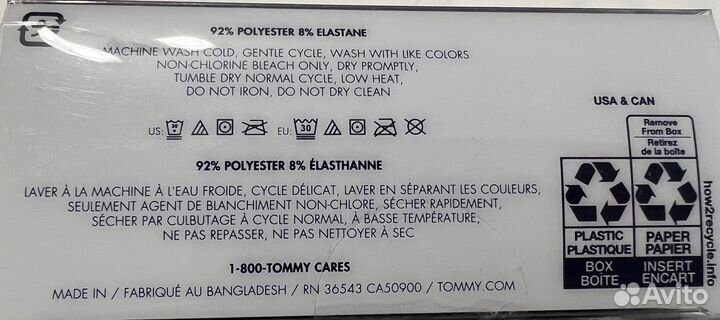 92% POLYESTER 8% ELASTANE
MACHINE WASH COLD, GENTLE CYCLE, WASH WITH LIKE COLORS
NON-CHLORINE BLEACH ONLY, DRY PROMPTLY,
TUMBLE DRY NORMAL CYCLE, LOW HEAT,
DO NOT IRON, DO NOT DRY CLEAN
US: 30 EU: 30
92% POLYESTER 8% ÉLASTHANNE
LAVER À LA MACHINE À L'EAU FROIDE, CYCLE DÉLICAT, LAVER EN SÉPARANT LES COULEURS,
SEULEMENT AGENT DE BLANCHIMENT NON-CHLORE, SÉCHER RAPIDEMENT,
SÉCHER PAR CULBUTAGE À CYCLE NORMAL, À BASSE TEMPÉRATURE,
NE PAS REPASSER, NE PAS NETTOYER À SEC
1-800-TOMMY CARES
MADE IN / FABRIQUÉ AU BANGLADESH / RN 36543 CA50900 / TOMMY.COM
USA & CAN
Remove
From Box
Retirez
de la boîte
PLASTIC
PLASTIQUE
BOX
BOÎTE
PAPER
PAPIER
INSERT
ENCART
how2recycle.info
Avito